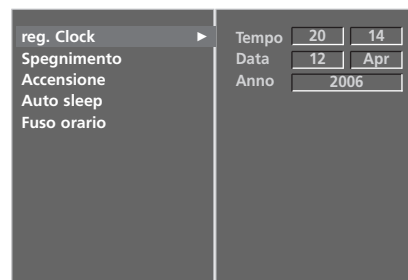 reg. Clock ►
Spegnimento
Accensione
Auto sleep
Fuso orario
Tempo 20 14
Data 12 Apr
Anno 2006